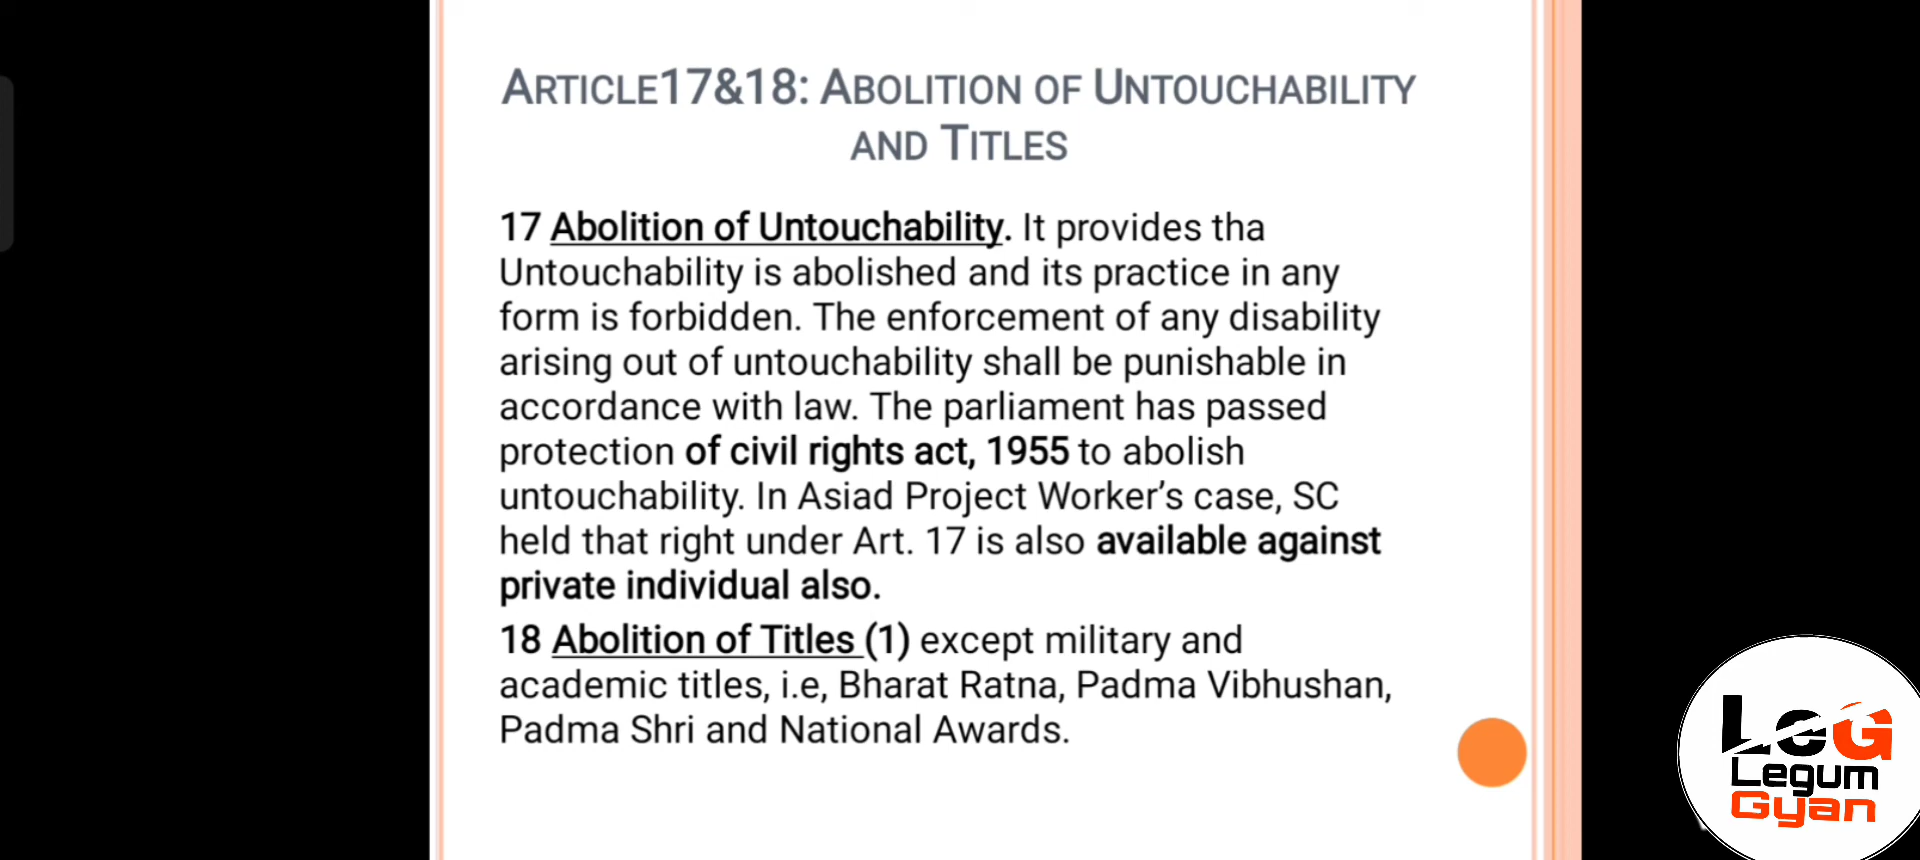 ARTICLE17&18: ABOLITION OF UNTOUCHABILITY
AND TITLES
17 Abolition of Untouchability. It provides tha
Untouchability is abolished and its practice in any
form is forbidden. The enforcement of any disability
arising out of untouchability shall be punishable in
accordance with law. The parliament has passed
protection of civil rights act, 1955 to abolish
untouchability. In Asiad Project Worker’s case, SC
held that right under Art. 17 is also available against
private individual also.
18 Abolition of Titles (1) except military and
academic titles, i.e, Bharat Ratna, Padma Vibhushan,
Padma Shri and National Awards.
LeG
Legum
Gyan